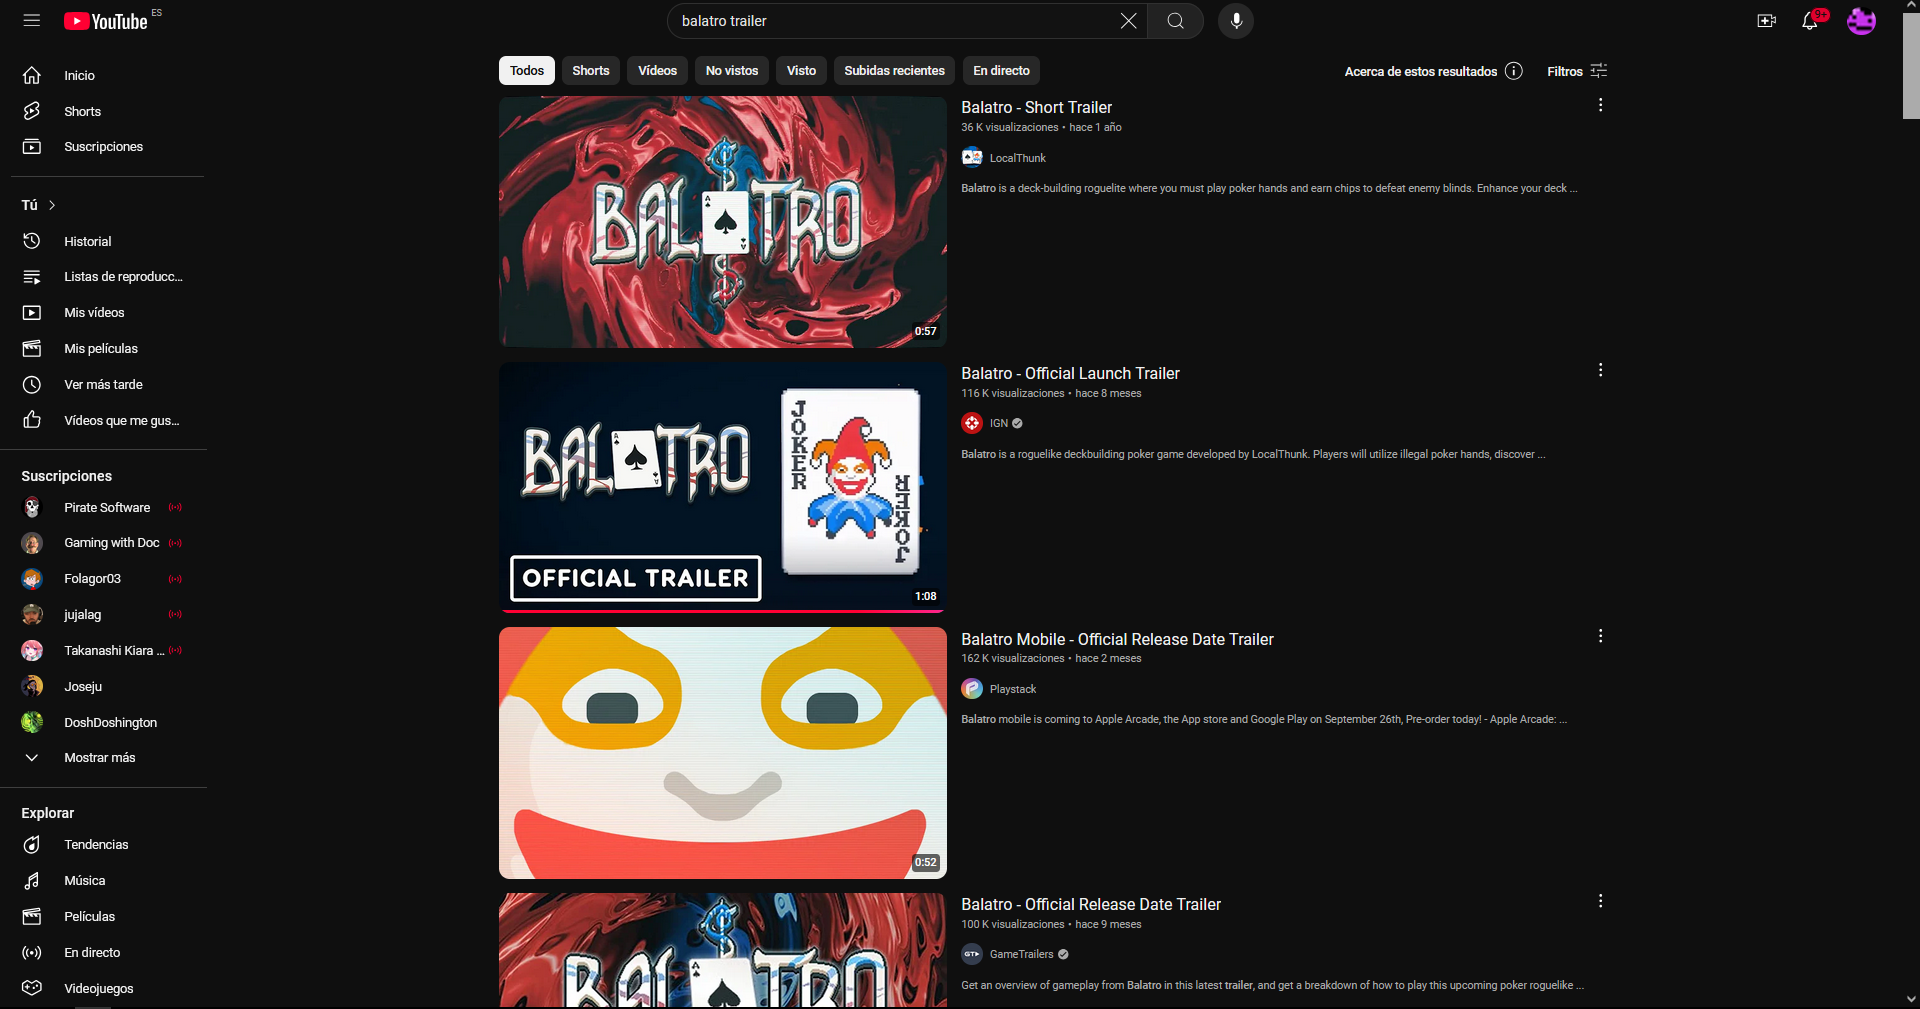 YouTube ES
balatro trailer
9+
Inicio
Shorts
Suscripciones
Tú
Historial
Listas de reproducc...
Mis vídeos
Mis películas
Ver más tarde
Vídeos que me gus...
Suscripciones
Pirate Software
Gaming with Doc
Folagor03
jujalag
Takanashi Kiara ...
Joseju
DoshDoshington
Mostrar más
Explorar
Tendencias
Música
Películas
En directo
Videojuegos
Todos Shorts Vídeos No vistos Visto Subidas recientes En directo
Acerca de estos resultados Filtros
BALATRO
A
A
0:57
Balatro - Short Trailer
36 K visualizaciones • hace 1 año
LocalThunk
Balatro is a deck-building roguelite where you must play poker hands and earn chips to defeat enemy blinds. Enhance your deck ...
BALATRO
A
A
JOKER
JOKER
OFFICIAL TRAILER
1:08
Balatro - Official Launch Trailer
116 K visualizaciones • hace 8 meses
IGN
Balatro is a roguelike deckbuilding poker game developed by LocalThunk. Players will utilize illegal poker hands, discover ...
0:52
Balatro Mobile - Official Release Date Trailer
162 K visualizaciones • hace 2 meses
Playstack
Balatro mobile is coming to Apple Arcade, the App store and Google Play on September 26th, Pre-order today! - Apple Arcade: ...
BALATRO
A
Balatro - Official Release Date Trailer
100 K visualizaciones • hace 9 meses
GT
GameTrailers
Get an overview of gameplay from Balatro in this latest trailer, and get a breakdown of how to play this upcoming poker roguelike ...